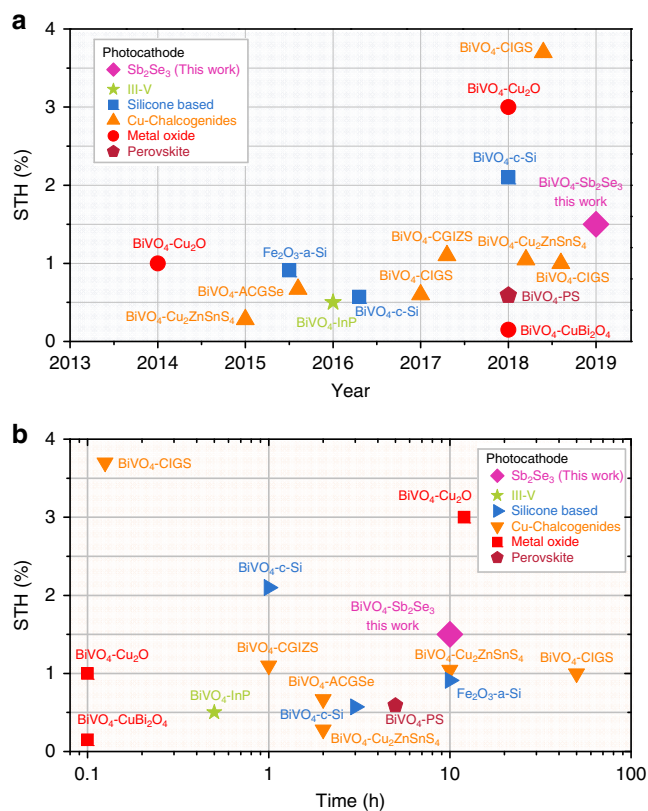 a
4
3
2
1
0
STH (%)
Photocathode
Sb₂Se₃ (This work)
III-V
Silicone based
Cu-Chalcogenides
Metal oxide
Perovskite
BiVO₄-CIGS
BiVO₄-Cu₂O
BiVO₄-c-Si
BiVO₄-Sb₂Se₃
this work
BiVO₄-Cu₂O
Fe₂O₃-a-Si
BiVO₄-CGIZS
BiVO₄-Cu₂ZnSnS₄
BiVO₄-ACGSe
BiVO₄-CIGS
BiVO₄-CIGS
BiVO₄-Cu₂ZnSnS₄
BiVO₄-InP
BiVO₄-c-Si
BiVO₄-PS
BiVO₄-CuBi₂O₄
2013 2014 2015 2016 2017 2018 2019
Year
b
4
3
2
1
0
STH (%)
Photocathode
Sb₂Se₃ (This work)
III-V
Silicone based
Cu-Chalcogenides
Metal oxide
Perovskite
BiVO₄-CIGS
BiVO₄-Cu₂O
BiVO₄-c-Si
BiVO₄-Sb₂Se₃
this work
BiVO₄-Cu₂O
BiVO₄-CGIZS
BiVO₄-Cu₂ZnSnS₄
BiVO₄-CIGS
BiVO₄-InP
BiVO₄-ACGSe
Fe₂O₃-a-Si
BiVO₄-CuBi₂O₄
BiVO₄-c-Si
BiVO₄-PS
BiVO₄-Cu₂ZnSnS₄
0.1 1 10 100
Time (h)